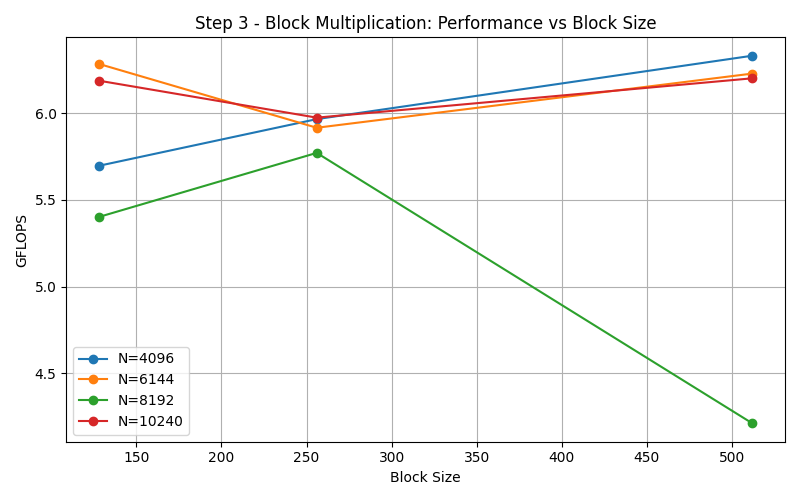 Step 3 - Block Multiplication: Performance vs Block Size
GFLOPS
6.0
5.5
5.0
4.5
N=4096
N=6144
N=8192
N=10240
150 200 250 300 350 400 450 500
Block Size